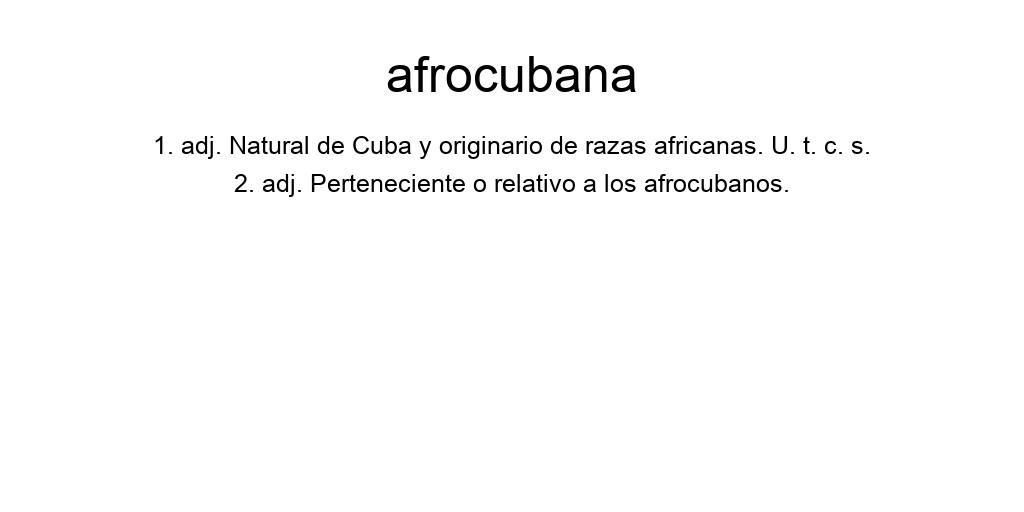 afrocubana
1. adj. Natural de Cuba y originario de razas africanas. U. t. c. s.
2. adj. Perteneciente o relativo a los afrocubanos.